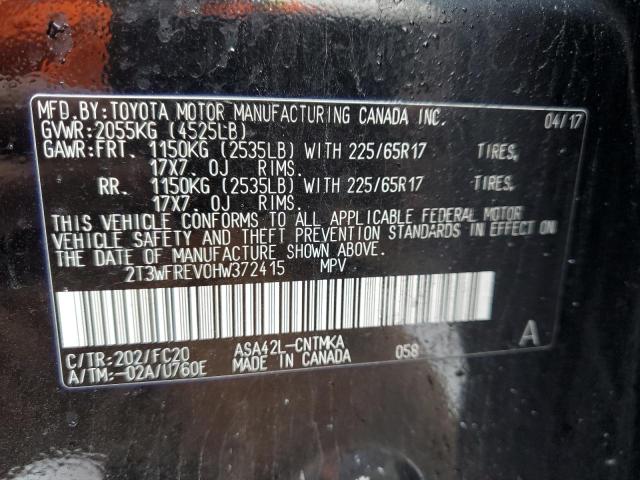 MFD.BY:TOYOTA MOTOR MANUFACTURING CANADA INC. 04/17
GVWR:2055KG (4525LB)
GAWR:FRT. 1150KG (2535LB) WITH 225/65R17 TIRES,
17X7.0J RIMS.
RR. 1150KG (2535LB) WITH 225/65R17 TIRES,
17X7.0J RIMS.
THIS VEHICLE CONFORMS TO ALL APPLICABLE FEDERAL MOTOR
VEHICLE SAFETY AND THEFT PREVENTION STANDARDS IN EFFECT ON
THE DATE OF MANUFACTURE SHOWN ABOVE.
2T3WFREV0HW372415 MPV
C/TR:202/FC20 ASA42L-CNTMKA 058 A
A/TM:-02A/U760E MADE IN CANADA